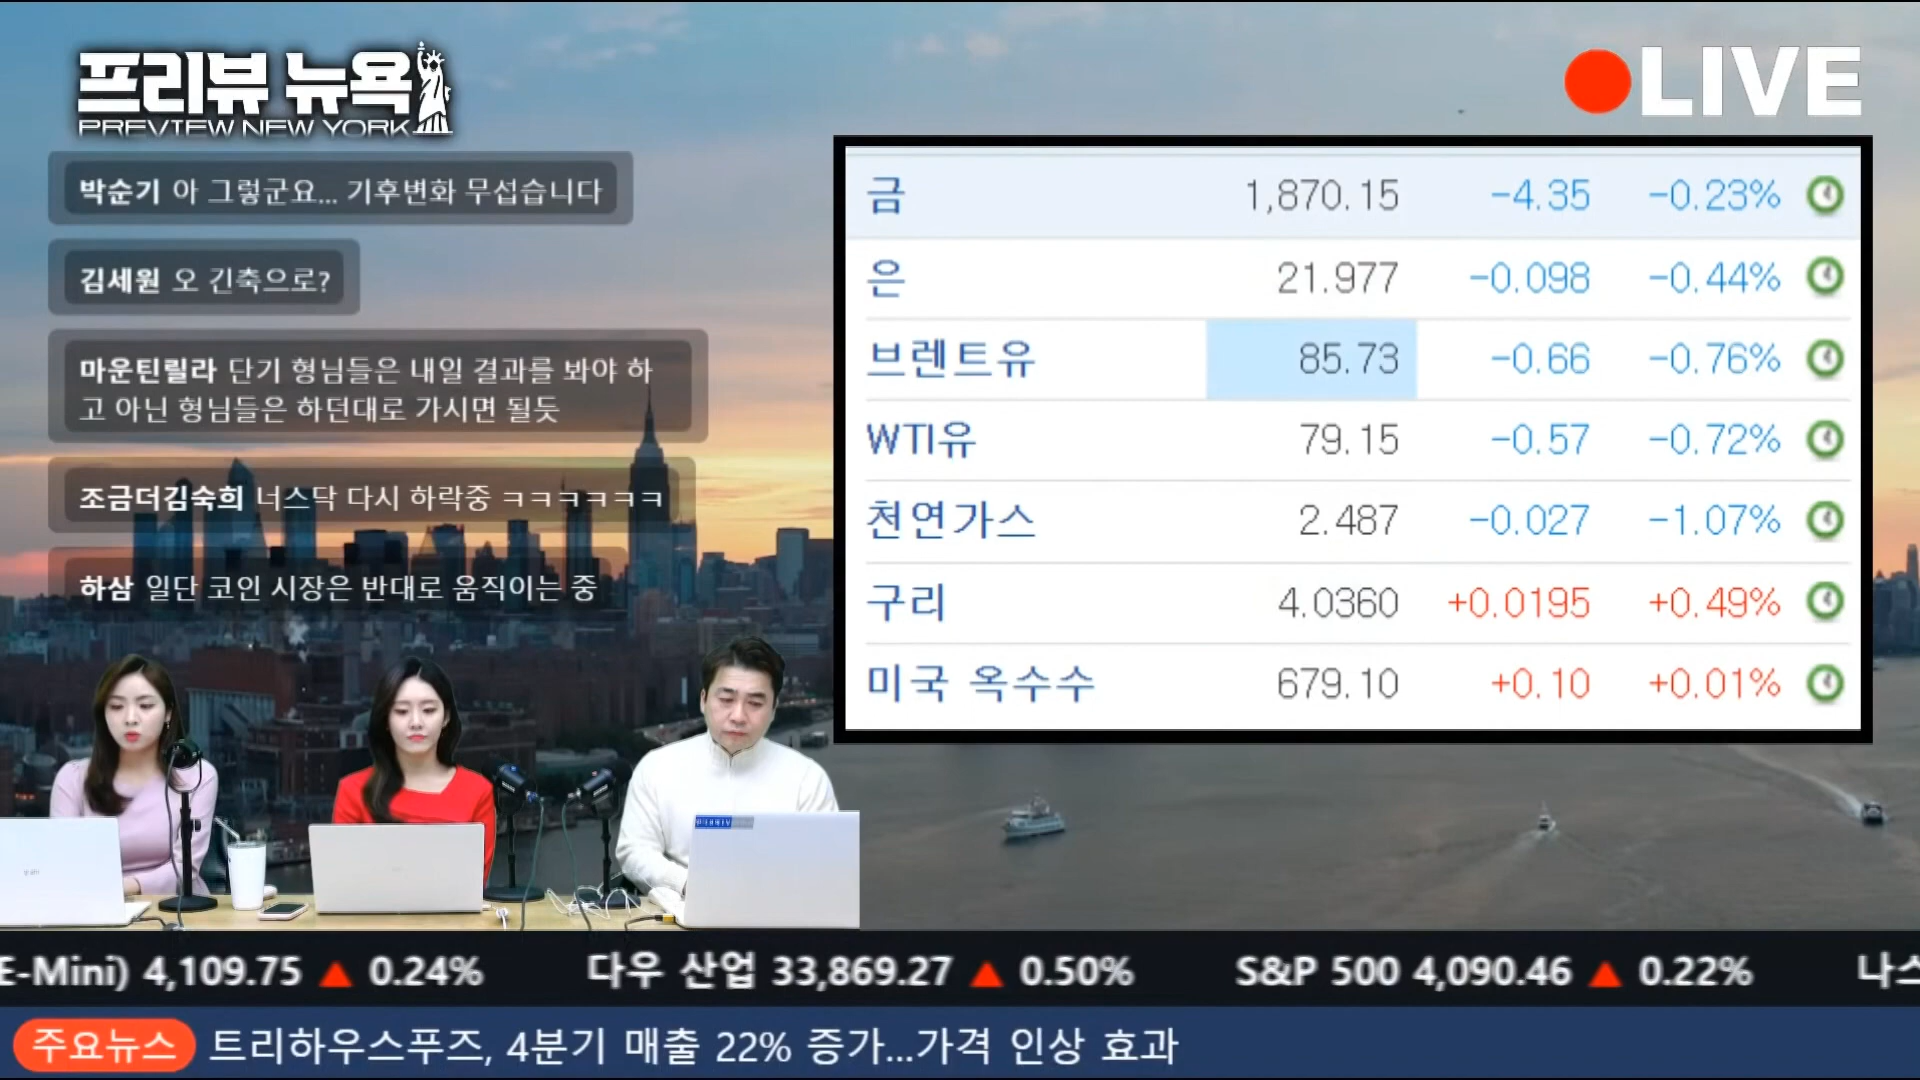 프리뷰 뉴욕
PREVIEW NEW YORK
LIVE
박순기 아 그렇군요... 기후변화 무섭습니다
김세원 오 긴축으로?
마운틴릴라 단기 형님들은 내일 결과를 봐야 하
고 아닌 형님들은 하던대로 가시면 될듯
조금더김숙희 너스닥 다시 하락중 ㅋㅋㅋㅋㅋㅋ
하삼 일단 코인 시장은 반대로 움직이는 중
금 1,870.15 -4.35 -0.23%
은 21.977 -0.098 -0.44%
브렌트유 85.73 -0.66 -0.76%
WTI유 79.15 -0.57 -0.72%
천연가스 2.487 -0.027 -1.07%
구리 4.0360 +0.0195 +0.49%
미국 옥수수 679.10 +0.10 +0.01%
E-Mini) 4,109.75 ▲ 0.24% 다우 산업 33,869.27 ▲ 0.50% S&P 500 4,090.46 ▲ 0.22% 나스
주요뉴스 트리하우스푸즈, 4분기 매출 22% 증가...가격 인상 효과